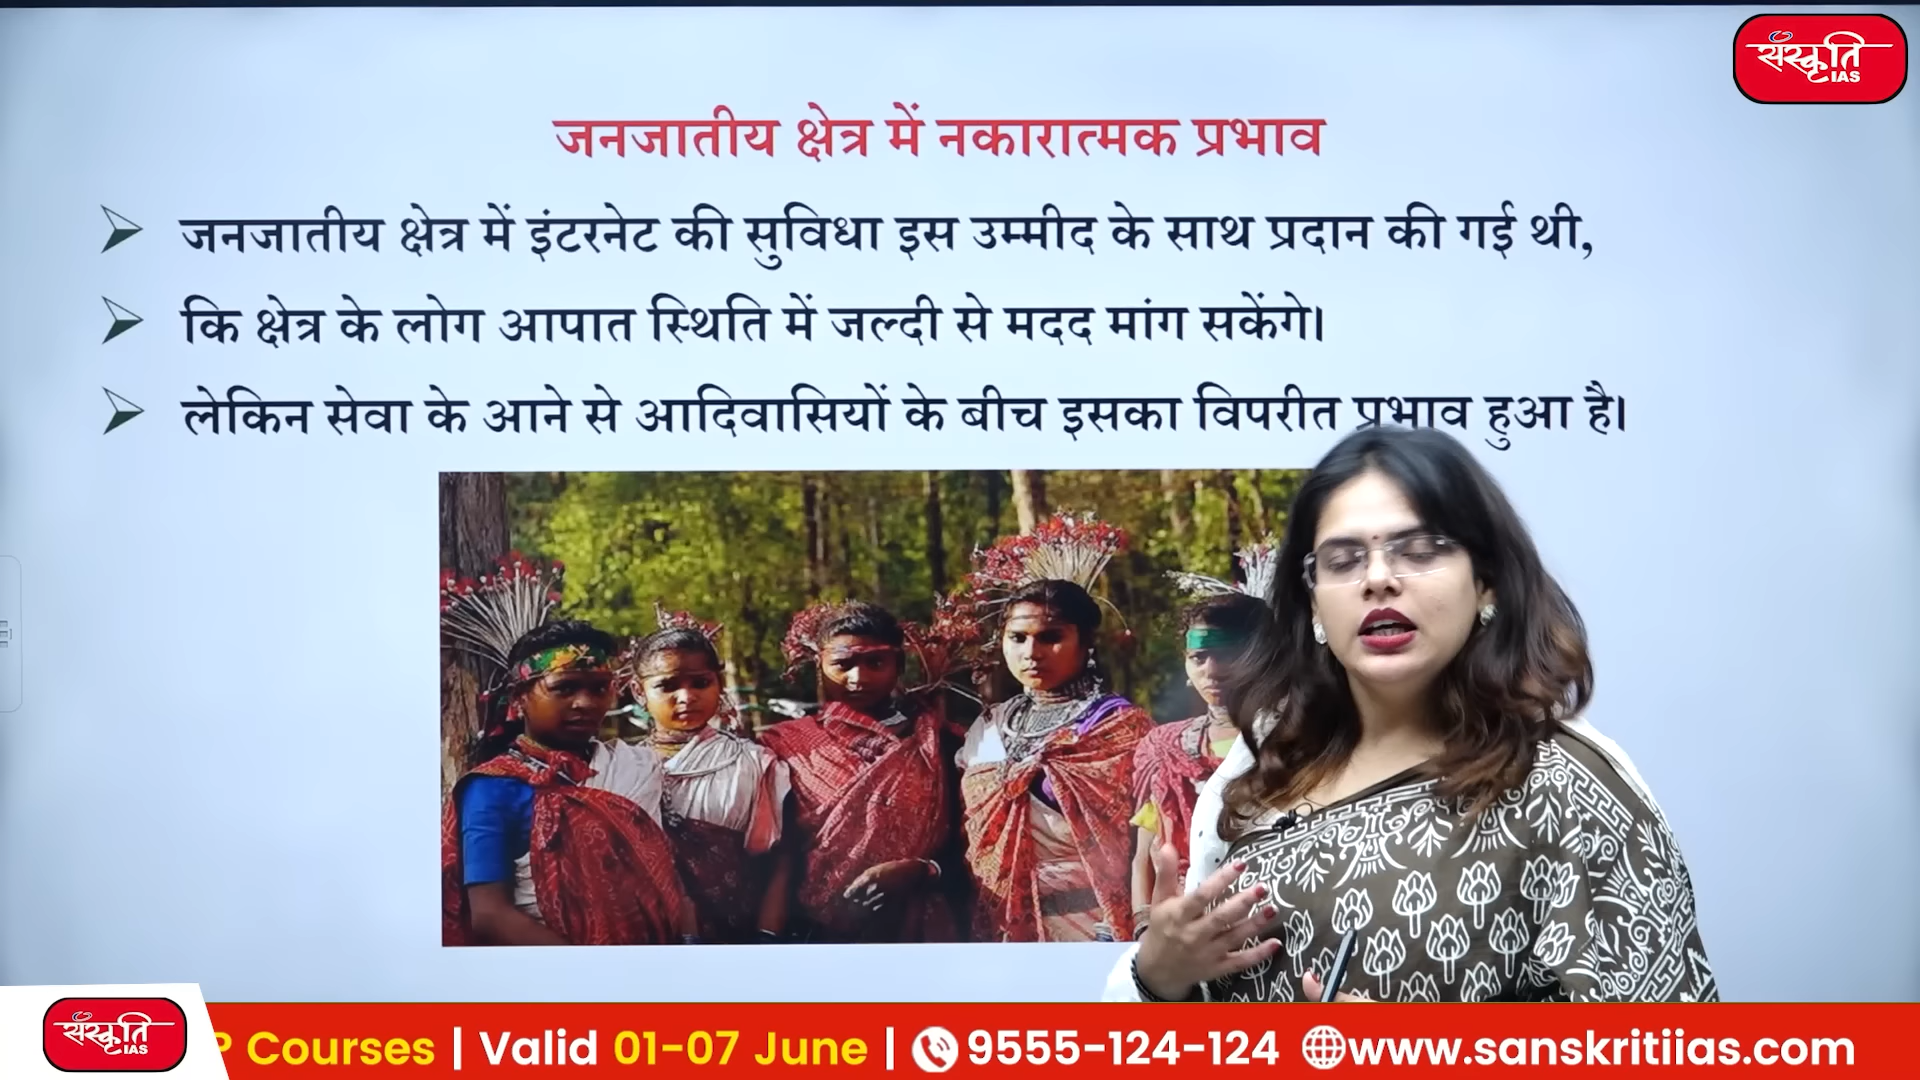 संस्कृति
IAS
जनजातीय क्षेत्र में नकारात्मक प्रभाव
जनजातीय क्षेत्र में इंटरनेट की सुविधा इस उम्मीद के साथ प्रदान की गई थी,
कि क्षेत्र के लोग आपात स्थिति में जल्दी से मदद मांग सकेंगे।
लेकिन सेवा के आने से आदिवासियों के बीच इसका विपरीत प्रभाव हुआ है।
संस्कृति
IAS
P Courses | Valid 01-07 June | 9555-124-124 www.sanskritiias.com